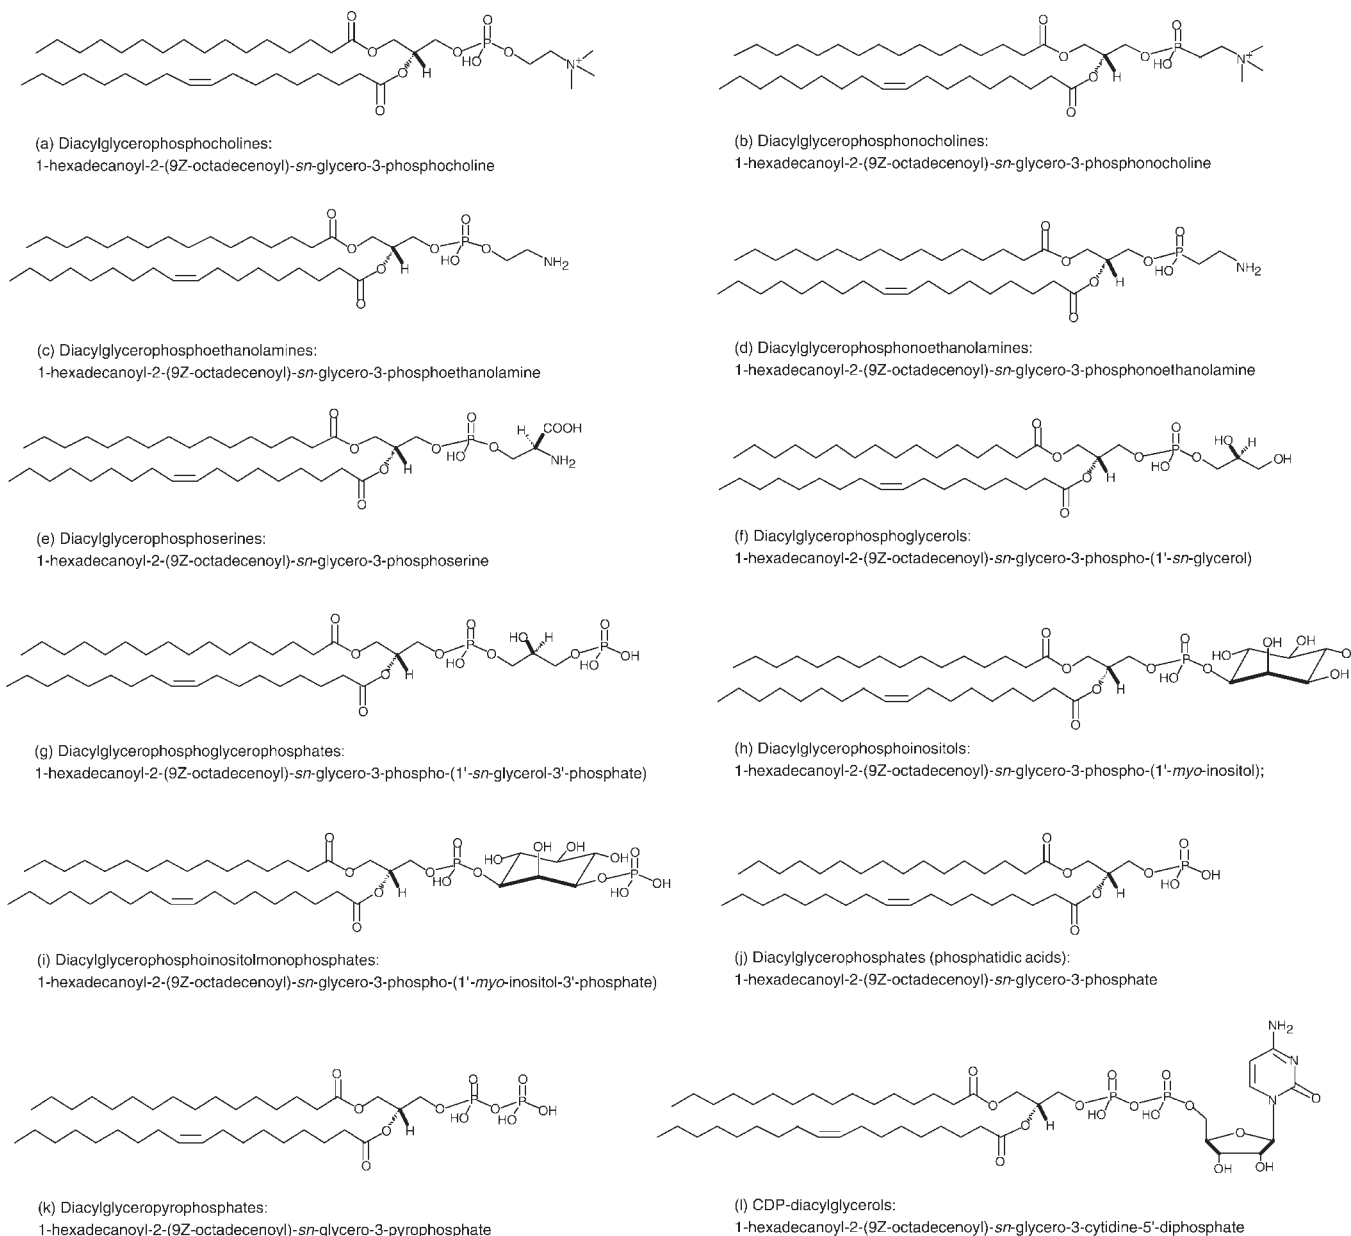 (a) Diacylglycerophosphocholines:
1-hexadecanoyl-2-(9Z-octadecenoyl)-sn-glycero-3-phosphocholine
(b) Diacylglycerophosphonocholines:
1-hexadecanoyl-2-(9Z-octadecenoyl)-sn-glycero-3-phosphonocholine
(c) Diacylglycerophosphoethanolamines:
1-hexadecanoyl-2-(9Z-octadecenoyl)-sn-glycero-3-phosphoethanolamine
(d) Diacylglycerophosphonoethanolamines:
1-hexadecanoyl-2-(9Z-octadecenoyl)-sn-glycero-3-phosphonoethanolamine
(e) Diacylglycerophosphoserines:
1-hexadecanoyl-2-(9Z-octadecenoyl)-sn-glycero-3-phosphoserine
(f) Diacylglycerophosphoglycerols:
1-hexadecanoyl-2-(9Z-octadecenoyl)-sn-glycero-3-phospho-(1'-sn-glycerol)
(g) Diacylglycerophosphoglycerophosphates:
1-hexadecanoyl-2-(9Z-octadecenoyl)-sn-glycero-3-phospho-(1'-sn-glycerol-3'-phosphate)
(h) Diacylglycerophosphoinositols:
1-hexadecanoyl-2-(9Z-octadecenoyl)-sn-glycero-3-phospho-(1'-myo-inositol);
(i) Diacylglycerophosphoinositolmonophosphates:
1-hexadecanoyl-2-(9Z-octadecenoyl)-sn-glycero-3-phospho-(1'-myo-inositol-3'-phosphate)
(j) Diacylglycerophosphates (phosphatidic acids):
1-hexadecanoyl-2-(9Z-octadecenoyl)-sn-glycero-3-phosphate
(k) Diacylglyceropyrophosphates:
1-hexadecanoyl-2-(9Z-octadecenoyl)-sn-glycero-3-pyrophosphate
(l) CDP-diacylglycerols:
1-hexadecanoyl-2-(9Z-octadecenoyl)-sn-glycero-3-cytidine-5'-diphosphate